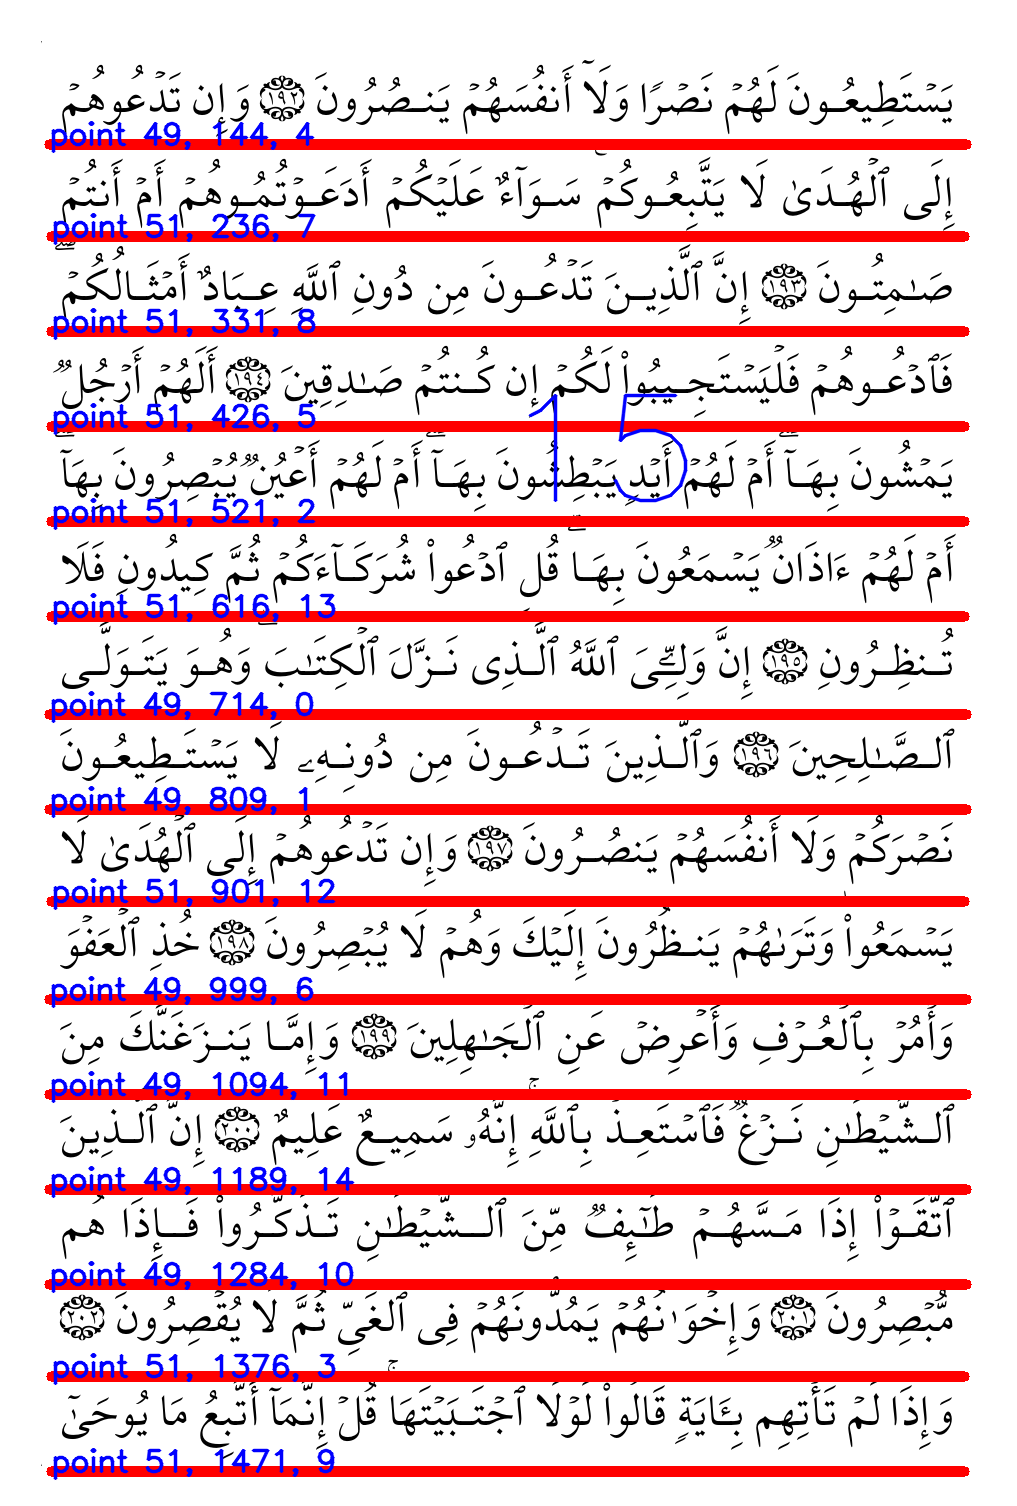 يَسۡتَطِيعُونَ لَهُمۡ نَصۡرٗا وَلَآ أَنفُسَهُمۡ يَنصُرُونَ ١٩٢ وَإِن تَدۡعُوهُمۡ
point 49, 144, 4
إِلَى ٱلۡهُدَىٰ لَا يَتَّبِعُوكُمۡۚ سَوَآءٌ عَلَيۡكُمۡ أَدَعَوۡتُمُوهُمۡ أَمۡ أَنتُمۡ
point 51, 236, 7
صَٰمِتُونَ ١٩٣ إِنَّ ٱلَّذِينَ تَدۡعُونَ مِن دُونِ ٱللَّهِ عِبَادٌ أَمۡثَالُكُمۡۖ
point 51, 331, 8
فَٱدۡعُوهُمۡ فَلۡيَسۡتَجِيبُواْ لَكُمۡ إِن كُنتُمۡ صَٰدِقِينَ ١٩٤ أَلَهُمۡ أَرۡجُلٞ
point 51, 426, 5
15
يَمۡشُونَ بِهَآۖ أَمۡ لَهُمۡ أَيۡدٖ يَبۡطِشُونَ بِهَآۖ أَمۡ لَهُمۡ أَعۡيُنٞ يُبۡصِرُونَ بِهَآۖ
point 51, 521, 2
أَمۡ لَهُمۡ ءَاذَانٞ يَسۡمَعُونَ بِهَاۗ قُلِ ٱدۡعُواْ شُرَكَآءَكُمۡ ثُمَّ كِيدُونِ فَلَا
point 51, 616, 13
تُنظِرُونِ ١٩٥ إِنَّ وَلِـِّۧيَ ٱللَّهُ ٱلَّذِي نَزَّلَ ٱلۡكِتَٰبَۖ وَهُوَ يَتَوَلَّى
point 49, 714, 0
ٱلصَّٰلِحِينَ ١٩٦ وَٱلَّذِينَ تَدۡعُونَ مِن دُونِهِۦ لَا يَسۡتَطِيعُونَ
point 49, 809, 1
نَصۡرَكُمۡ وَلَآ أَنفُسَهُمۡ يَنصُرُونَ ١٩٧ وَإِن تَدۡعُوهُمۡ إِلَى ٱلۡهُدَىٰ لَا
point 51, 901, 12
يَسۡمَعُواْۖ وَتَرَىٰهُمۡ يَنظُرُونَ إِلَيۡكَ وَهُمۡ لَا يُبۡصِرُونَ ١٩٨ خُذِ ٱلۡعَفۡوَ
point 49, 999, 6
وَأۡمُرۡ بِٱلۡعُرۡفِ وَأَعۡرِضۡ عَنِ ٱلۡجَٰهِلِينَ ١٩٩ وَإِمَّا يَنزَغَنَّكَ مِنَ
point 49, 1094, 11
ٱلشَّيۡطَٰنِ نَزۡغٞ فَٱسۡتَعِذۡ بِٱللَّهِۚ إِنَّهُۥ سَمِيعٌ عَلِيمٌ ٢٠٠ إِنَّ ٱلَّذِينَ
point 49, 1189, 14
ٱتَّقَوۡاْ إِذَا مَسَّهُمۡ طَٰٓئِفٞ مِّنَ ٱلشَّيۡطَٰنِ تَذَكَّرُواْ فَإِذَا هُم
point 49, 1284, 10
مُّبۡصِرُونَ ٢٠١ وَإِخۡوَٰنُهُمۡ يَمُدُّونَهُمۡ فِي ٱلۡغَيِّ ثُمَّ لَا يُقۡصِرُونَ ٢٠٢
point 51, 1376, 3
وَإِذَا لَمۡ تَأۡتِهِم بِـَٔايَةٖ قَالُواْ لَوۡلَا ٱجۡتَبَيۡتَهَاۚ قُلۡ إِنَّمَآ أَتَّبِعُ مَا يُوحَىٰٓ
point 51, 1471, 9